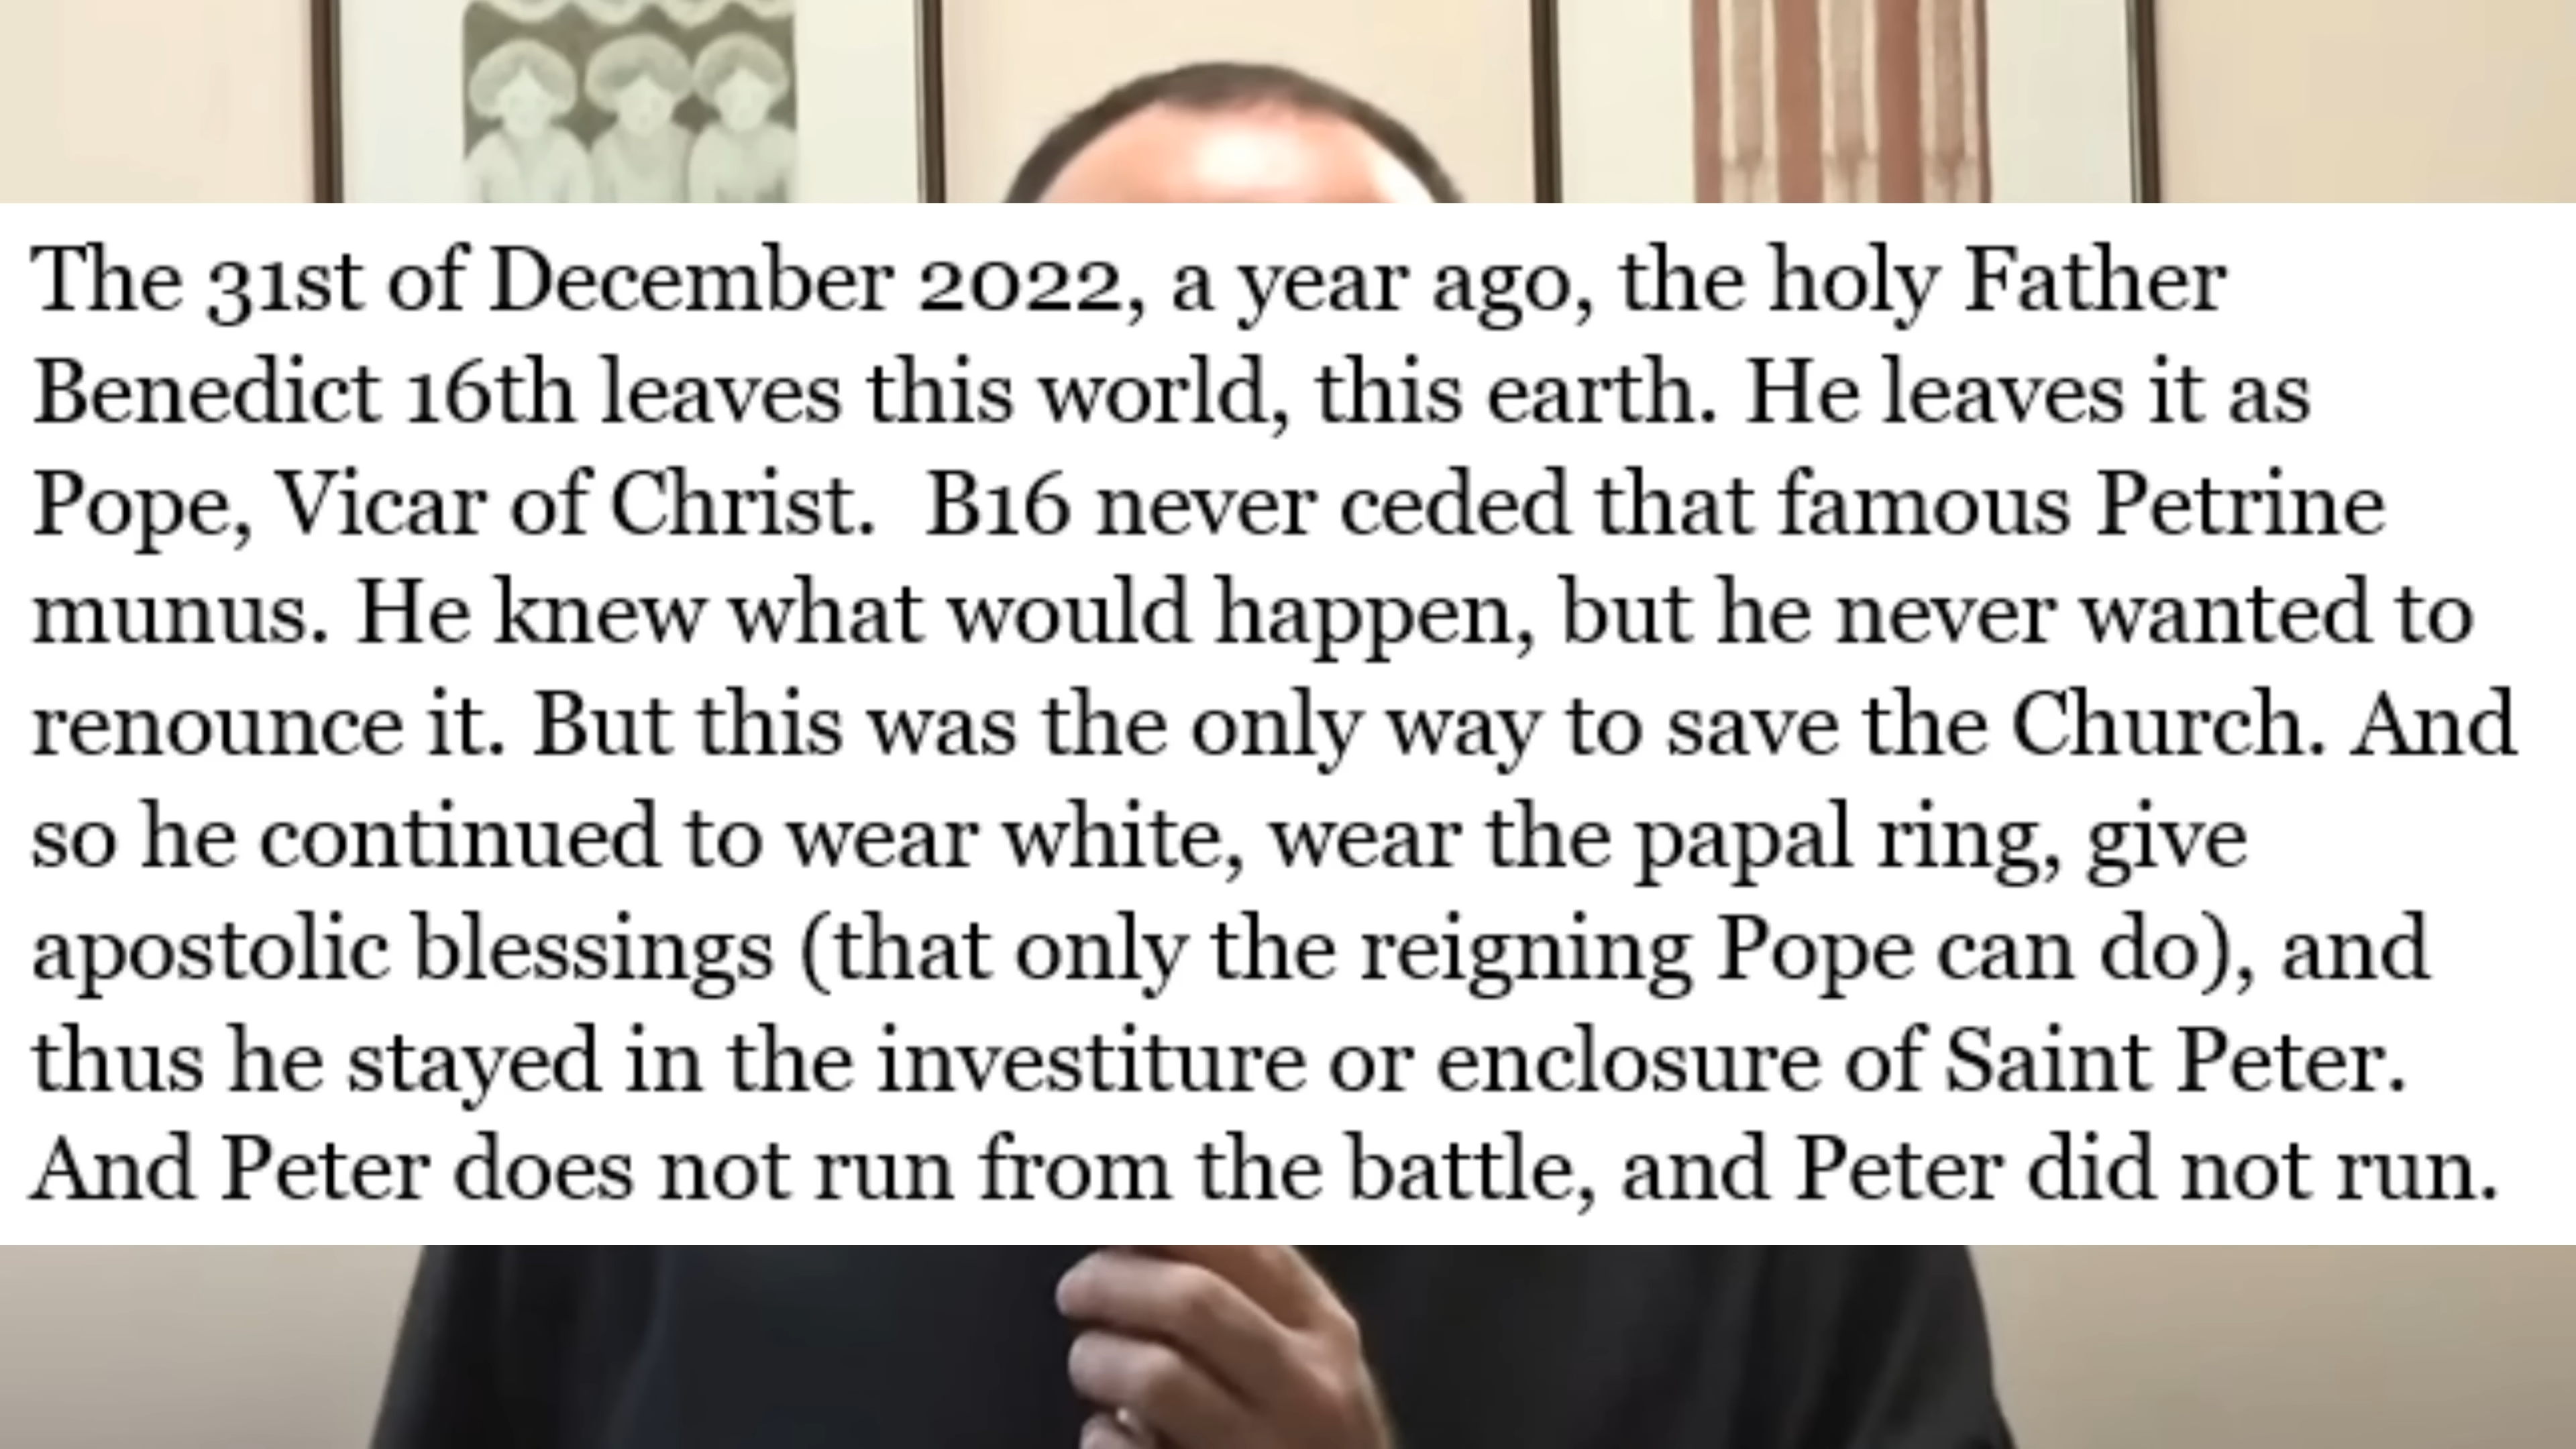 The 31st of December 2022, a year ago, the holy Father
Benedict 16th leaves this world, this earth. He leaves it as
Pope, Vicar of Christ.  B16 never ceded that famous Petrine
munus. He knew what would happen, but he never wanted to
renounce it. But this was the only way to save the Church. And
so he continued to wear white, wear the papal ring, give
apostolic blessings (that only the reigning Pope can do), and
thus he stayed in the investiture or enclosure of Saint Peter.
And Peter does not run from the battle, and Peter did not run.